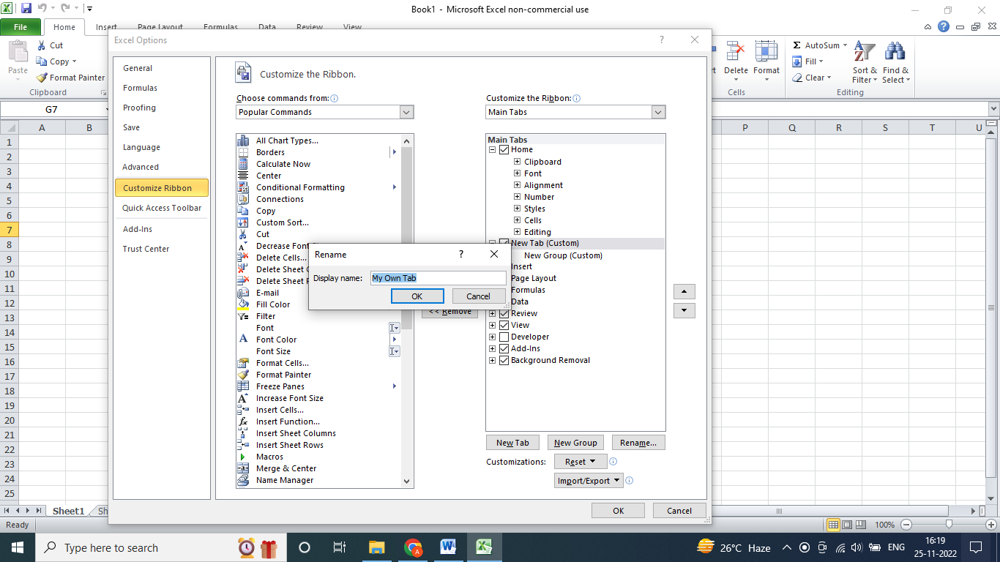 Book1 - Microsoft Excel non-commercial use
File Home Insert Page Layout Formulas Data Review View
Paste
Cut
Copy
Format Painter
Clipboard
Delete Format
Cells
AutoSum
Fill
Clear
Sort & Filter
Find & Select
Editing
G7
A B P Q R S T U
1
2
3
4
5
6
7
8
9
10
11
12
13
14
15
16
17
18
19
20
21
22
23
24
25
Excel Options
General
Formulas
Proofing
Save
Language
Advanced
Customize Ribbon
Quick Access Toolbar
Add-Ins
Trust Center
Customize the Ribbon.
Choose commands from:
Popular Commands
All Chart Types...
Borders
Calculate Now
Center
Conditional Formatting
Connections
Copy
Custom Sort...
Cut
Decrease Font
Delete Cells...
Delete Sheet
Delete Sheet
E-mail
Fill Color
Filter
Font
Font Color
Font Size
Format Cells...
Format Painter
Freeze Panes
Increase Font Size
Insert Cells...
Insert Function...
Insert Sheet Columns
Insert Sheet Rows
Macros
Merge & Center
Name Manager
<< Remove
Customize the Ribbon:
Main Tabs
Main Tabs
Home
Clipboard
Font
Alignment
Number
Styles
Cells
Editing
New Tab (Custom)
New Group (Custom)
Insert
Page Layout
Formulas
Data
Review
View
Developer
Add-Ins
Background Removal
New Tab New Group Rename...
Customizations: Reset
Import/Export
OK Cancel
Rename
Display name: My Own Tab
OK Cancel
Sheet1 Sh
Ready
100%
Type here to search
26°C Haze
ENG
16:19
25-11-2022